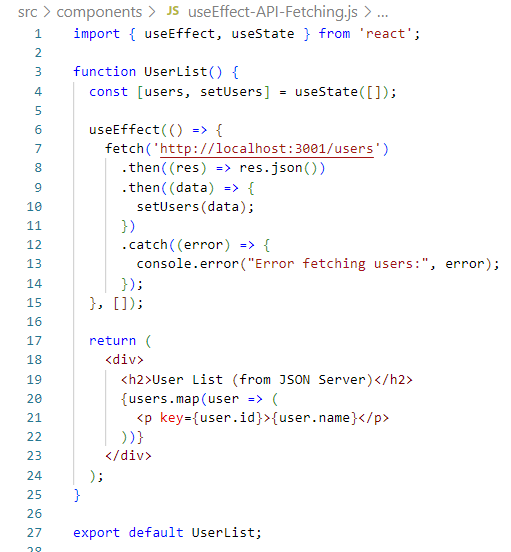 src > components > JS useEffect-API-Fetching.js > ...
1 import { useEffect, useState } from 'react';
2
3 function UserList() {
4   const [users, setUsers] = useState([]);
5
6   useEffect(() => {
7     fetch('http://localhost:3001/users')
8       .then((res) => res.json())
9       .then((data) => {
10         setUsers(data);
11       })
12       .catch((error) => {
13         console.error("Error fetching users:", error);
14       });
15   }, []);
16
17   return (
18     <div>
19       <h2>User List (from JSON Server)</h2>
20       {users.map(user => (
21         <p key={user.id}>{user.name}</p>
22       ))}
23     </div>
24   );
25 }
26
27 export default UserList;
28